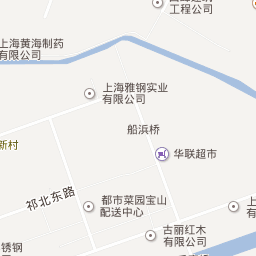 工程公司
上海黄海制药
有限公司
上海雅钢实业
有限公司
船浜桥
新村
华联超市
祁北东路
都市菜园宝山
配送中心
宝钢
古丽红木
有限公司
锈钢
司